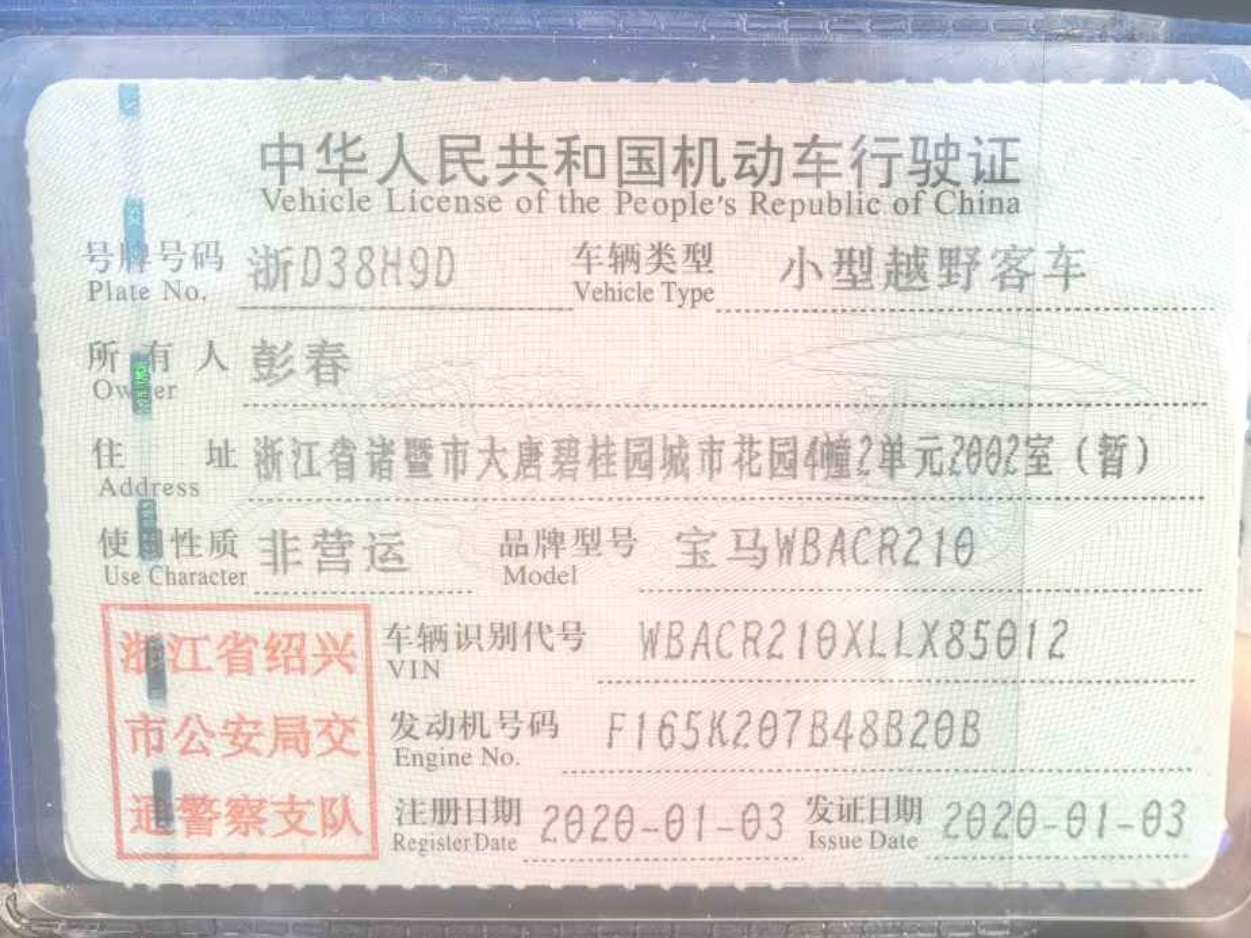 中华人民共和国机动车行驶证
Vehicle License of the People's Republic of China
号牌号码 浙D38H9D 车辆类型 小型越野客车
Plate No. Vehicle Type
所有人 彭春
Owner
住址 浙江省诸暨市大唐碧桂园城市花园4幢2单元2002室（暂）
Address
使用性质 非营运 品牌型号 宝马WBACR210
Use Character Model
浙江省绍兴
市公安局交
通警察支队
车辆识别代号 WBACR210XLLX85012
VIN
发动机号码 F165K207B48B20B
Engine No.
注册日期 2020-01-03 发证日期 2020-01-03
Register Date Issue Date